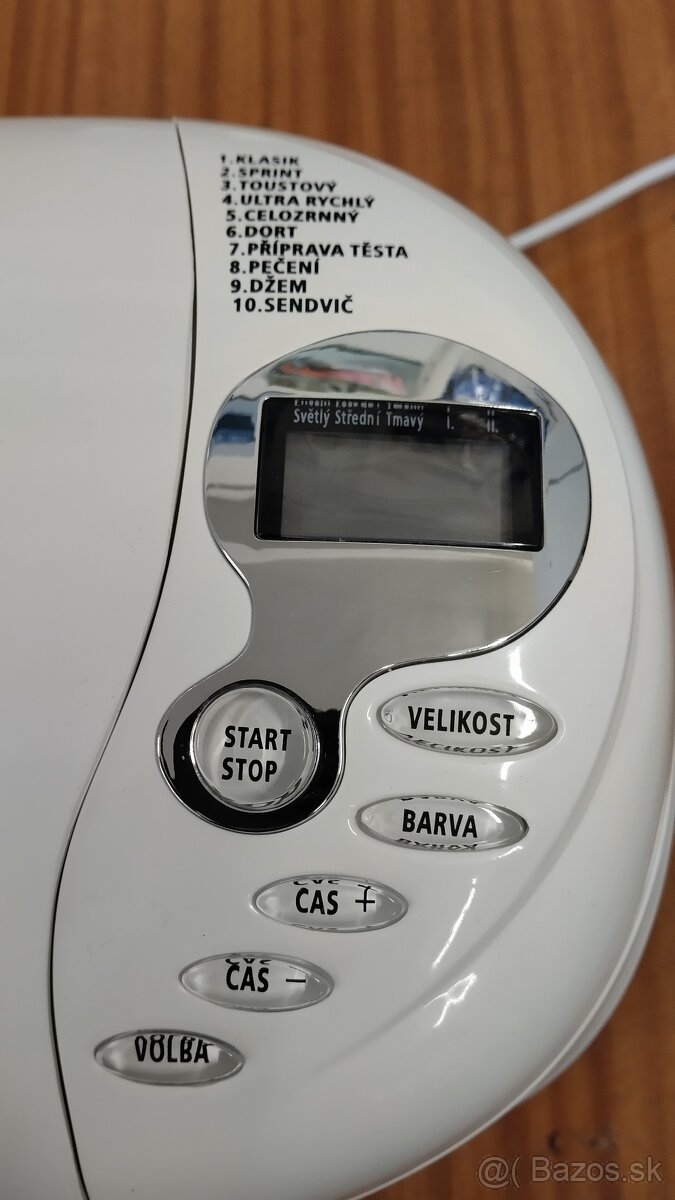 1.KLASIK
2.SPRINT
3.TOUSTOVÝ
4.ULTRA RYCHLÝ
5.CELOZRNNÝ
6.DORT
7.PŘÍPRAVA TĚSTA
8.PEČENÍ
9.DŽEM
10.SENDVIČ
Světlý Střední Tmavý I. II.
START
STOP
VELIKOST
BARVA
ČAS +
ČAS –
VOLBA
@( Bazos.sk